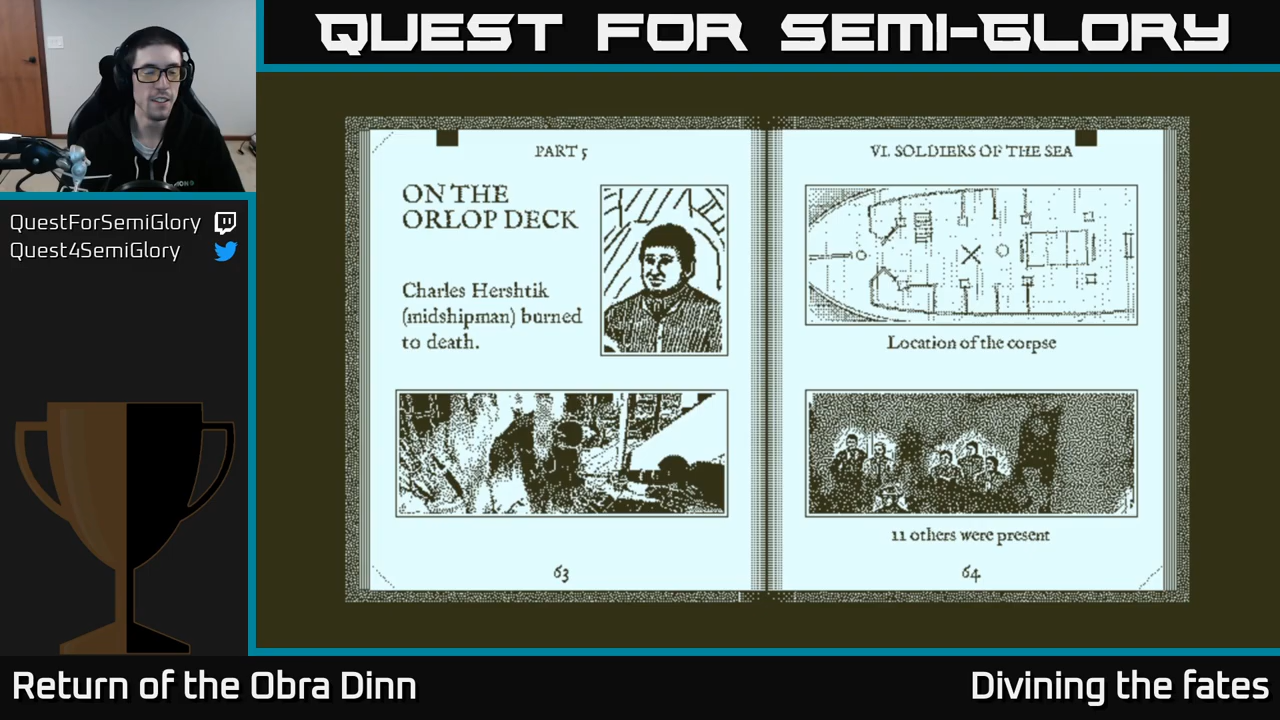 QUEST FOR SEMI-GLORY
QuestForSemiGlory
Quest4SemiGlory
PART 5
ON THE
ORLOP DECK
Charles Hershtik
(midshipman) burned
to death.
63
VI. SOLDIERS OF THE SEA
Location of the corpse
11 others were present
64
Return of the Obra Dinn
Divining the fates